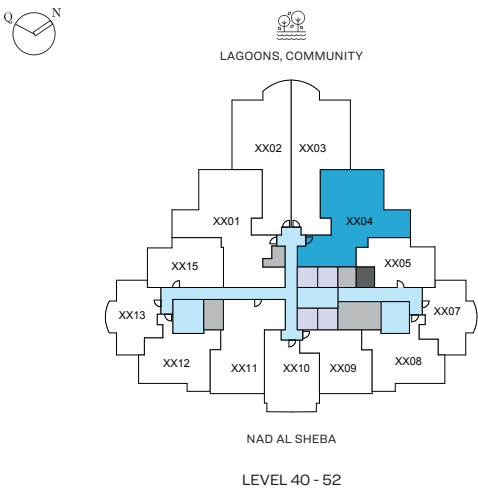 Q N
LAGOONS, COMMUNITY
XX02 XX03
XX01 XX04
XX15 XX05
XX13 XX07
XX12 XX11 XX10 XX09 XX08
NAD AL SHEBA
LEVEL 40 - 52